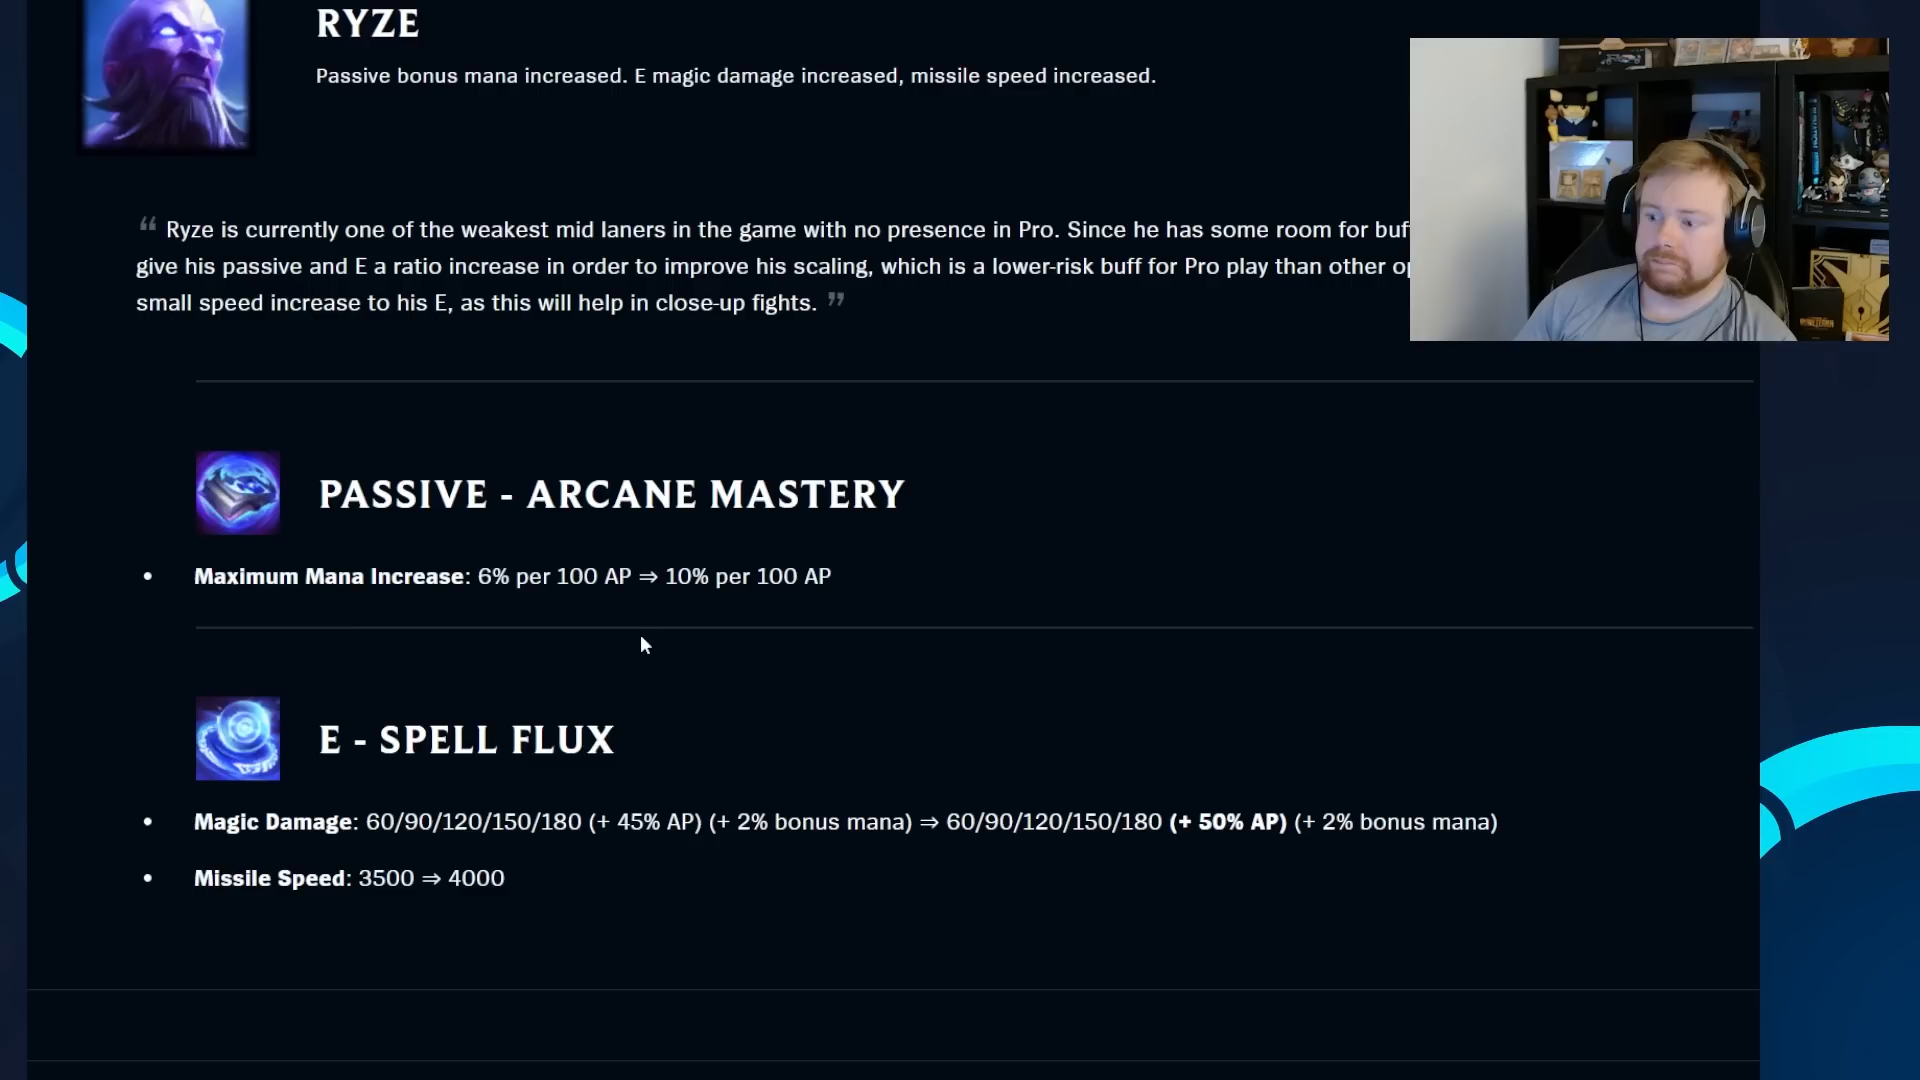 RYZE
Passive bonus mana increased. E magic damage increased, missile speed increased.
“ Ryze is currently one of the weakest mid laners in the game with no presence in Pro. Since he has some room for buf
give his passive and E a ratio increase in order to improve his scaling, which is a lower-risk buff for Pro play than other op
small speed increase to his E, as this will help in close-up fights. ”
PASSIVE - ARCANE MASTERY
• Maximum Mana Increase: 6% per 100 AP ⇒ 10% per 100 AP
E - SPELL FLUX
• Magic Damage: 60/90/120/150/180 (+ 45% AP) (+ 2% bonus mana) ⇒ 60/90/120/150/180 (+ 50% AP) (+ 2% bonus mana)
• Missile Speed: 3500 ⇒ 4000